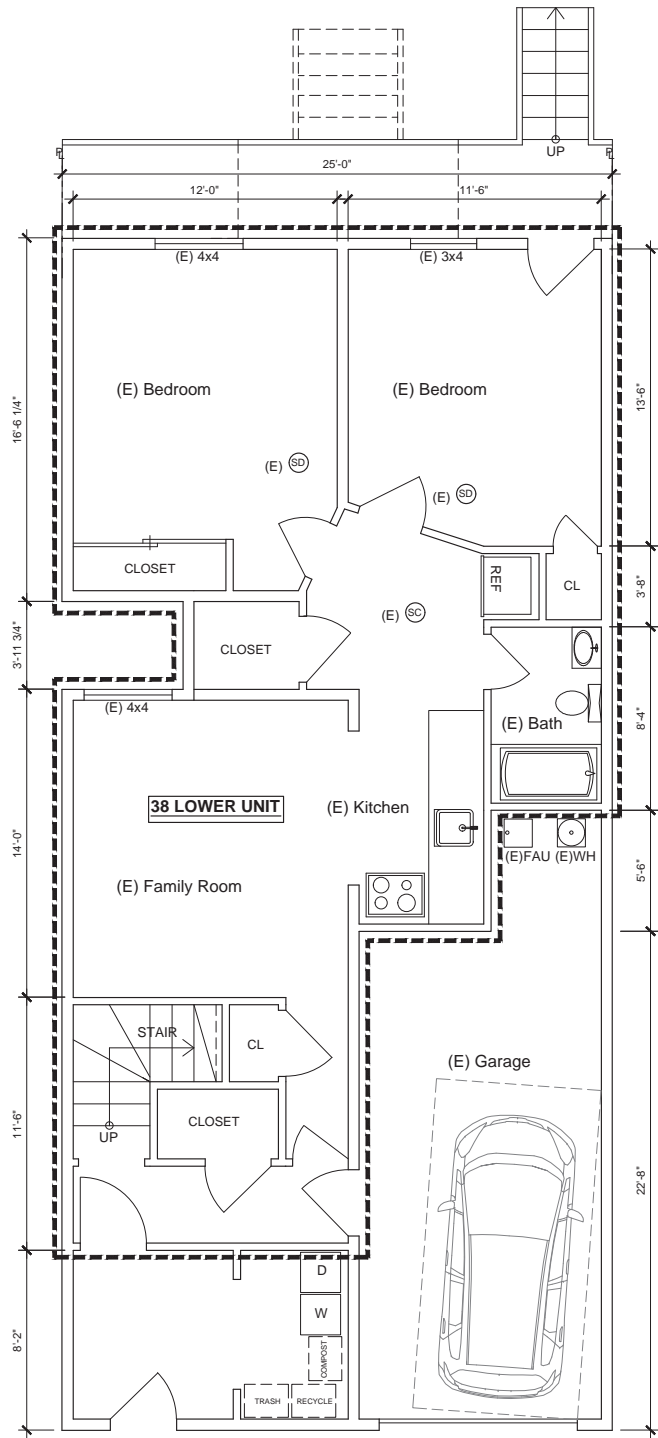 UP
PL
PL
25'-0"
12'-0"
11'-6"
(E) 4x4
(E) 3x4
(E) Bedroom
(E) Bedroom
16'-6 1/4"
13'-6"
(E) SD
(E) SD
CLOSET
REF
CL
3'-8"
(E) SC
3'-11 3/4"
CLOSET
(E) 4x4
(E) Bath
8'-4"
38 LOWER UNIT
(E) Kitchen
14'-0"
(E)FAU
(E)WH
5'-6"
(E) Family Room
STAIR
CL
(E) Garage
11'-6"
CLOSET
UP
22'-8"
D
W
8'-2"
COMPOST
TRASH
RECYCLE